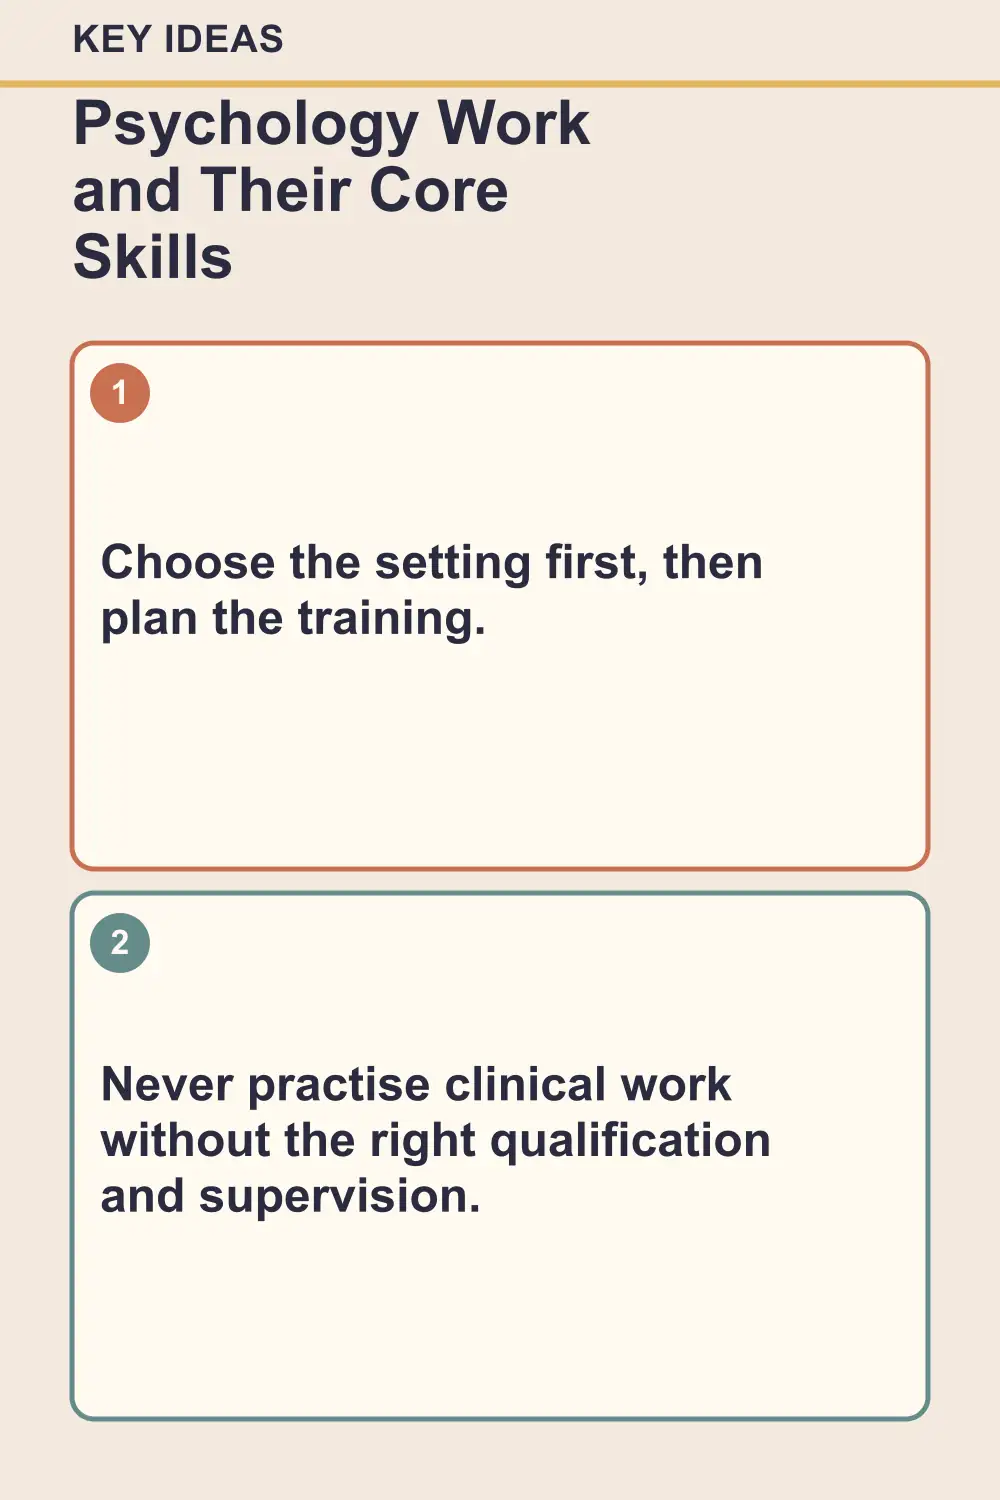 KEY IDEAS
Psychology Work
and Their Core
Skills
1
Choose the setting first, then
plan the training.
2
Never practise clinical work
without the right qualification
and supervision.